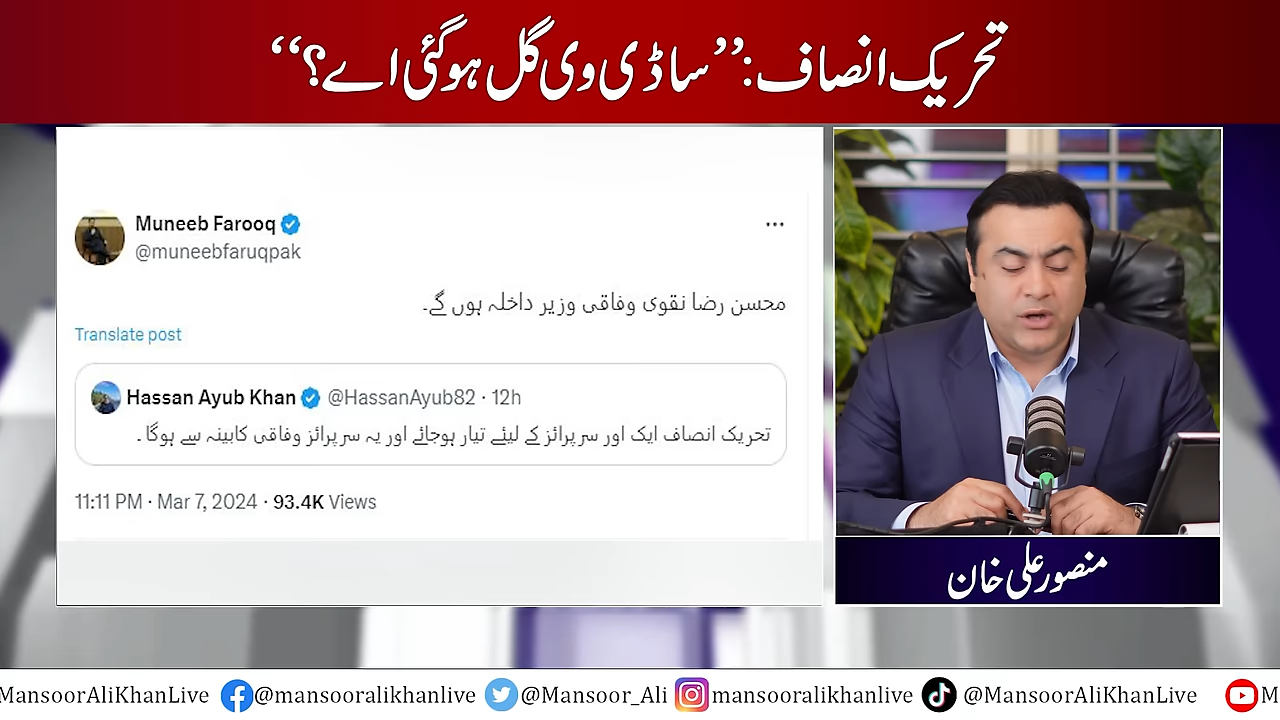 تحریک انصاف: ’’ساڈی وی گل ہوگئی اے؟‘‘
Muneeb Farooq
@muneebfaruqpak
محسن رضا نقوی وفاقی وزیر داخلہ ہوں گے۔
Translate post
Hassan Ayub Khan @HassanAyub82 · 12h
تحریک انصاف ایک اور سرپرائز کے لیئے تیار ہوجائے اور یہ سرپرائز وفاقی کابینہ سے ہوگا۔
11:11 PM · Mar 7, 2024 · 93.4K Views
منصور علی خان
MansoorAliKhanLive @mansooralikhanlive @Mansoor_Ali mansooralikhanlive @MansoorAliKhanLive M